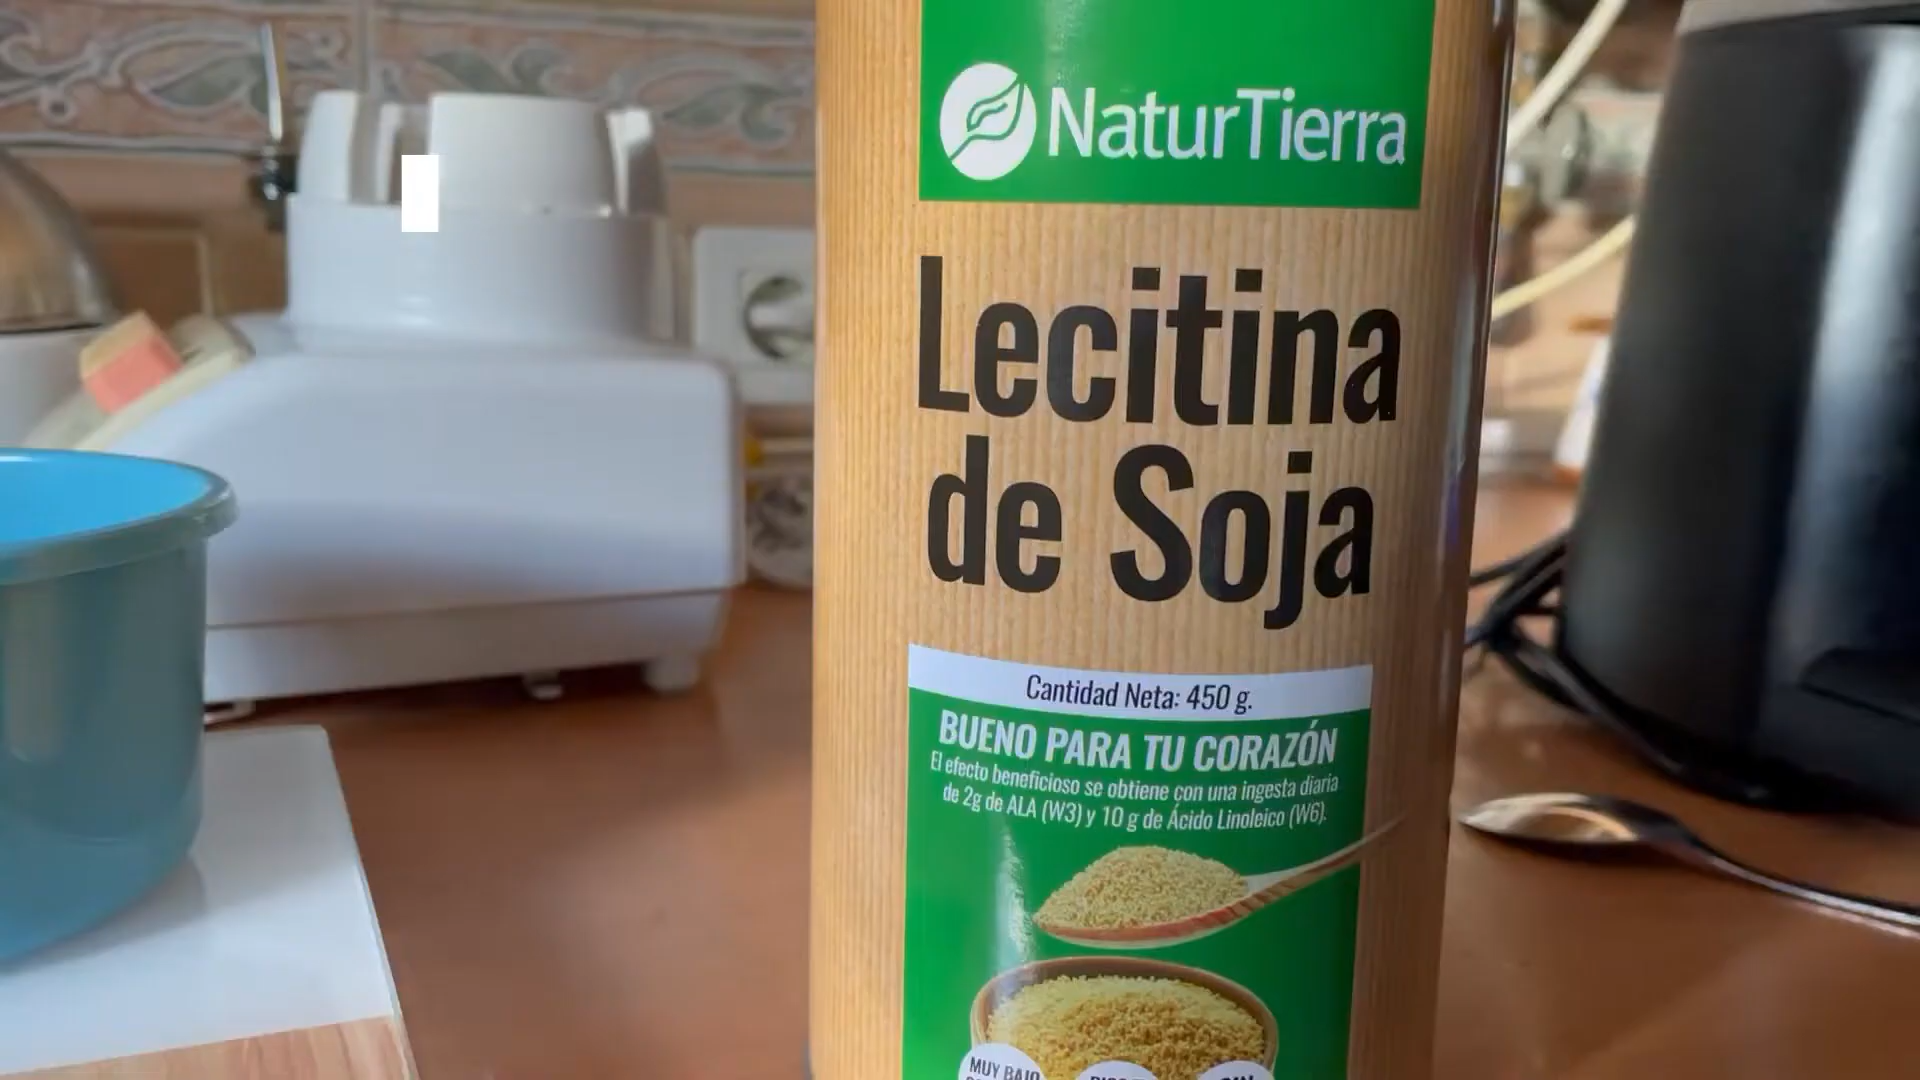 NaturTierra
Lecitina
de Soja
Cantidad Neta: 450 g.
BUENO PARA TU CORAZÓN
El efecto beneficioso se obtiene con una ingesta diaria
de 2g de ALA (W3) y 10 g de Ácido Linoleico (W6).
MUY BAJO